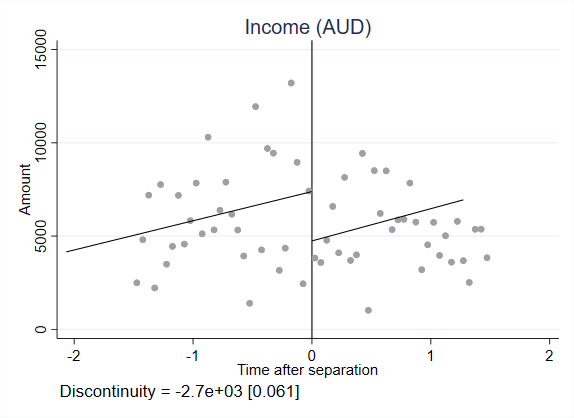 Income (AUD)
15000
10000
5000
0
Amount
-2
-1
0
1
2
Time after separation
Discontinuity = -2.7e+03 [0.061]